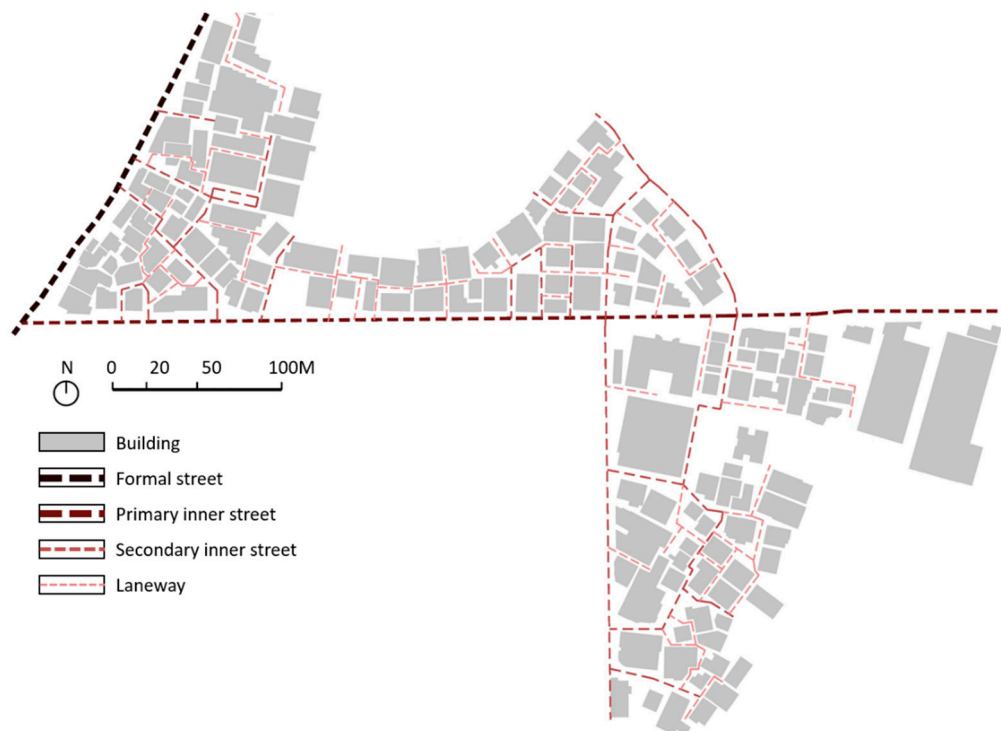 N 0 20 50 100M
Building
Formal street
Primary inner street
Secondary inner street
Laneway